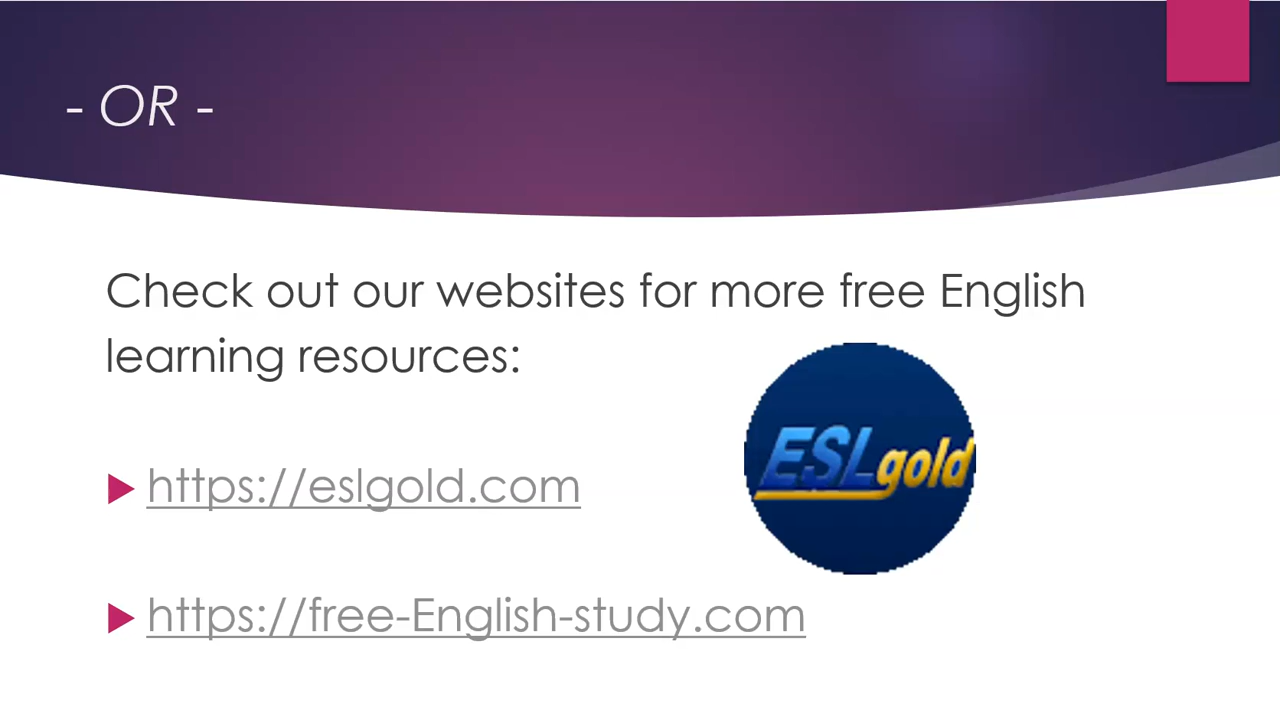 - OR -
Check out our websites for more free English
learning resources:
ESLgold
https://eslgold.com
https://free-English-study.com